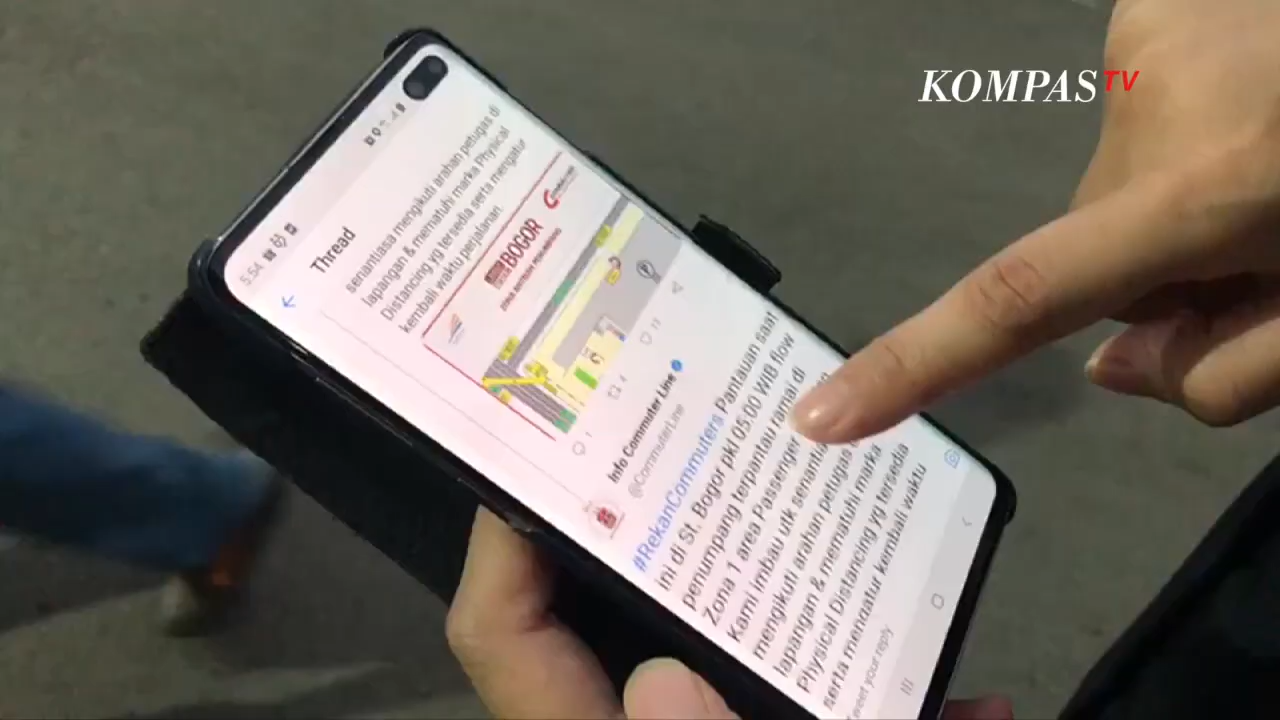 KOMPASTV
5.54
Thread
senantiasa mengikuti arahan petugas di
lapangan & mematuhi marka Physical
Distancing yg tersedia serta mengatur
kembali waktu perjalanan.
BOGOR
Info Commuter Line
@CommuterLine
#RekanCommuters Pantauan saat
ini di St. Bogor pkl 05:00 WIB flow
penumpang terpantau ramai di
Zona 1 area Passenger
Kami imbau utk
mengikuti arahan petugas
lapangan & mematuhi marka
Physical Distancing yg tersedia
serta mengatur kembali waktu
Tweet your reply